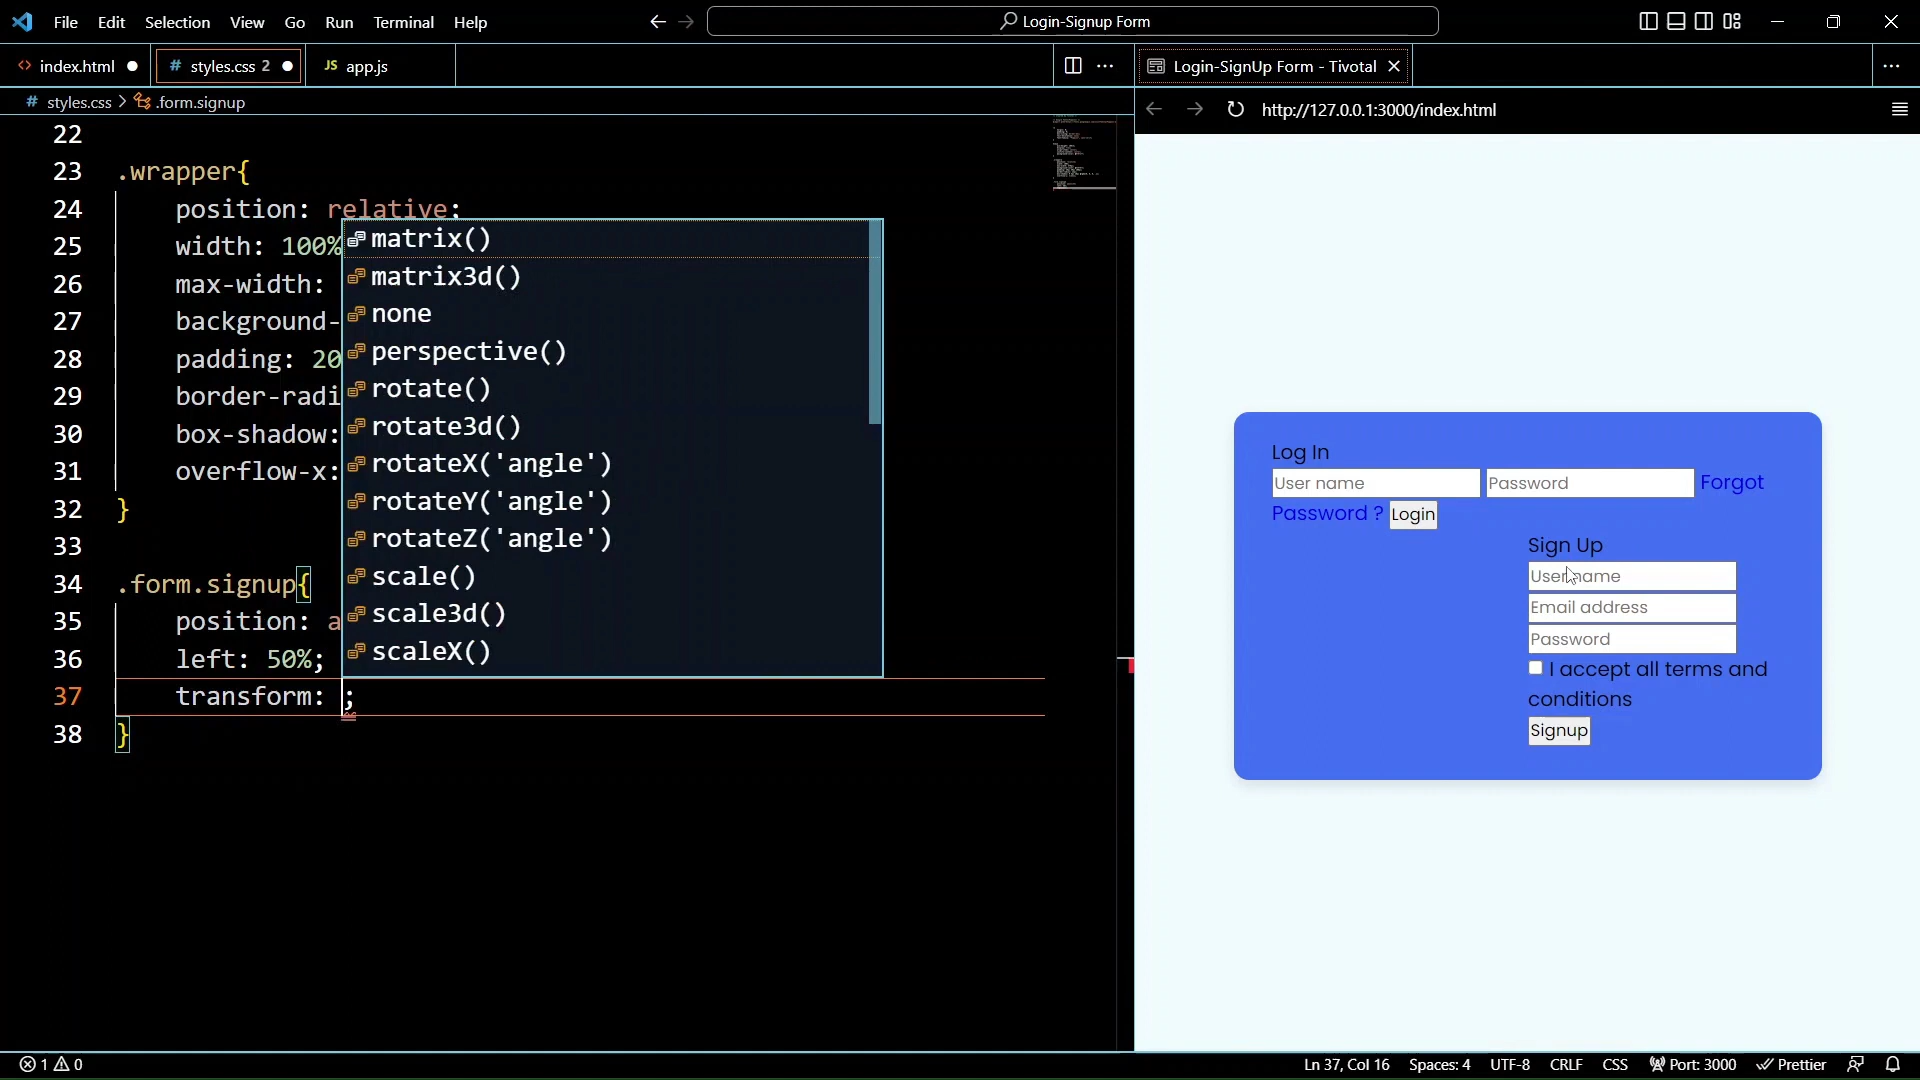 File Edit Selection View Go Run Terminal Help
Login-Signup Form
index.html
styles.css 2
JS app.js
Login-SignUp Form - Tivotal
styles.css > .form.signup
http://127.0.0.1:3000/index.html
22
23 .wrapper{
24 position: relative;
25 width: 100%
26 max-width:
27 background-
28 padding: 20
29 border-radi
30 box-shadow:
31 overflow-x:
32 }
33
34 .form.signup{
35 position: a
36 left: 50%;
37 transform: ;
38 }
matrix()
matrix3d()
none
perspective()
rotate()
rotate3d()
rotateX('angle')
rotateY('angle')
rotateZ('angle')
scale()
scale3d()
scaleX()
Log In
User name Password Forgot
Password ? Login
Sign Up
User name
Email address
Password
I accept all terms and
conditions
Signup
1 0
Ln 37, Col 16 Spaces: 4 UTF-8 CRLF CSS Port: 3000 Prettier